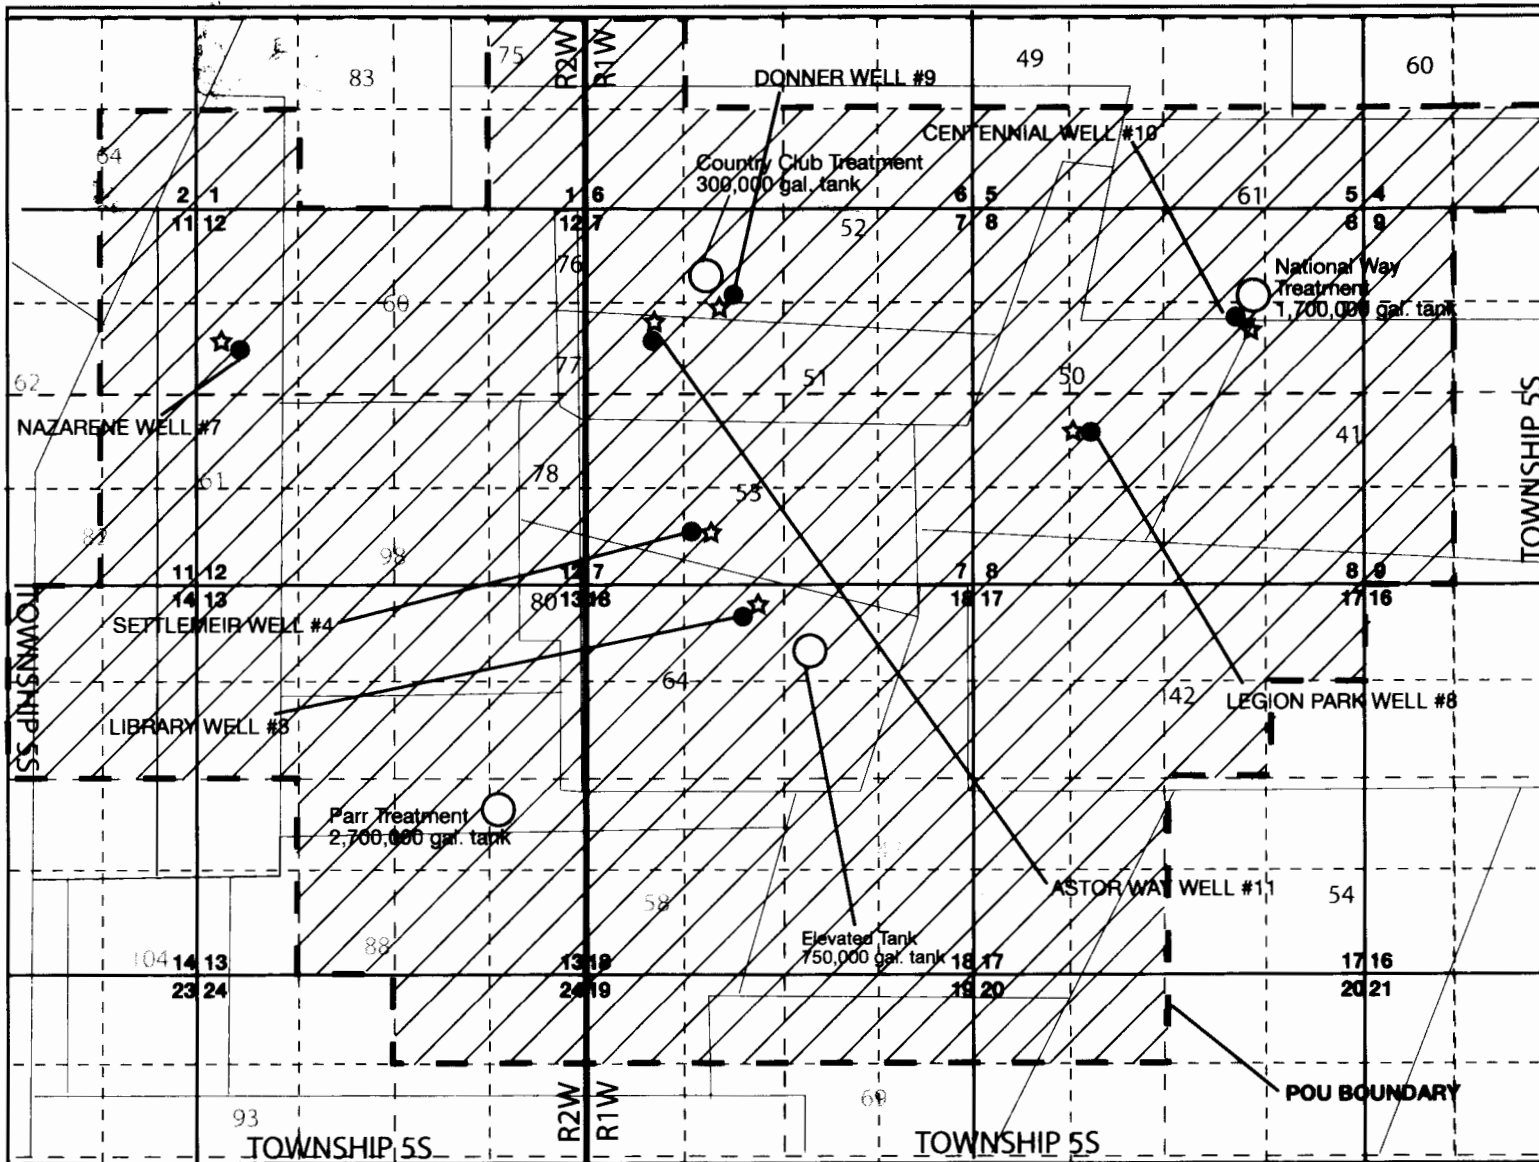 75
R2W
R1W
83
49
60
DONNER WELL #9
CENTENNIAL WELL #10
64
Country Club Treatment
300,000 gal. tank
61
2 1
1 6
6 5
5 4
11 12
12 7
7 8
8 9
52
76
National Way
Treatment
1,700,000 gal. tank
60
77
51
50
62
TOWNSHIP 5S
NAZARENE WELL #7
41
78
61
53
98
11 12
12 7
7 8
8 9
14 13
80
13 18
18 17
17 16
TOWNSHIP 5S
SETTLEMEIR WELL #4
64
42
LEGION PARK WELL #8
LIBRARY WELL #3
Parr Treatment
2,700,000 gal. tank
ASTOR WAY WELL #11
54
58
Elevated Tank
750,000 gal. tank
88
104
14 13
13 18
18 17
17 16
23 24
24 19
19 20
20 21
POU BOUNDARY
R2W
R1W
69
93
TOWNSHIP 5S
TOWNSHIP 5S